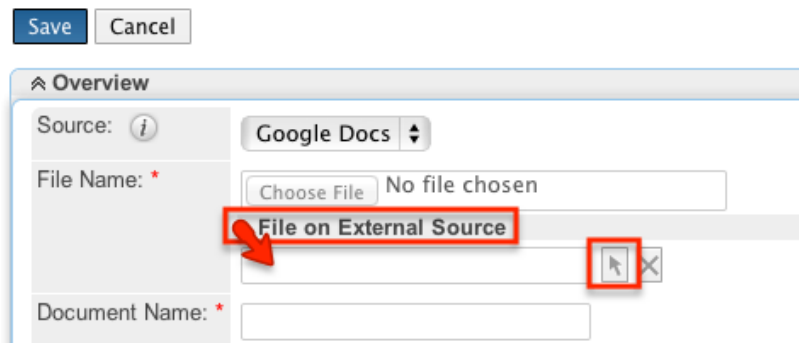 Save Cancel
Overview
Source: i Google Docs
File Name: * Choose File No file chosen
File on External Source
Document Name: *